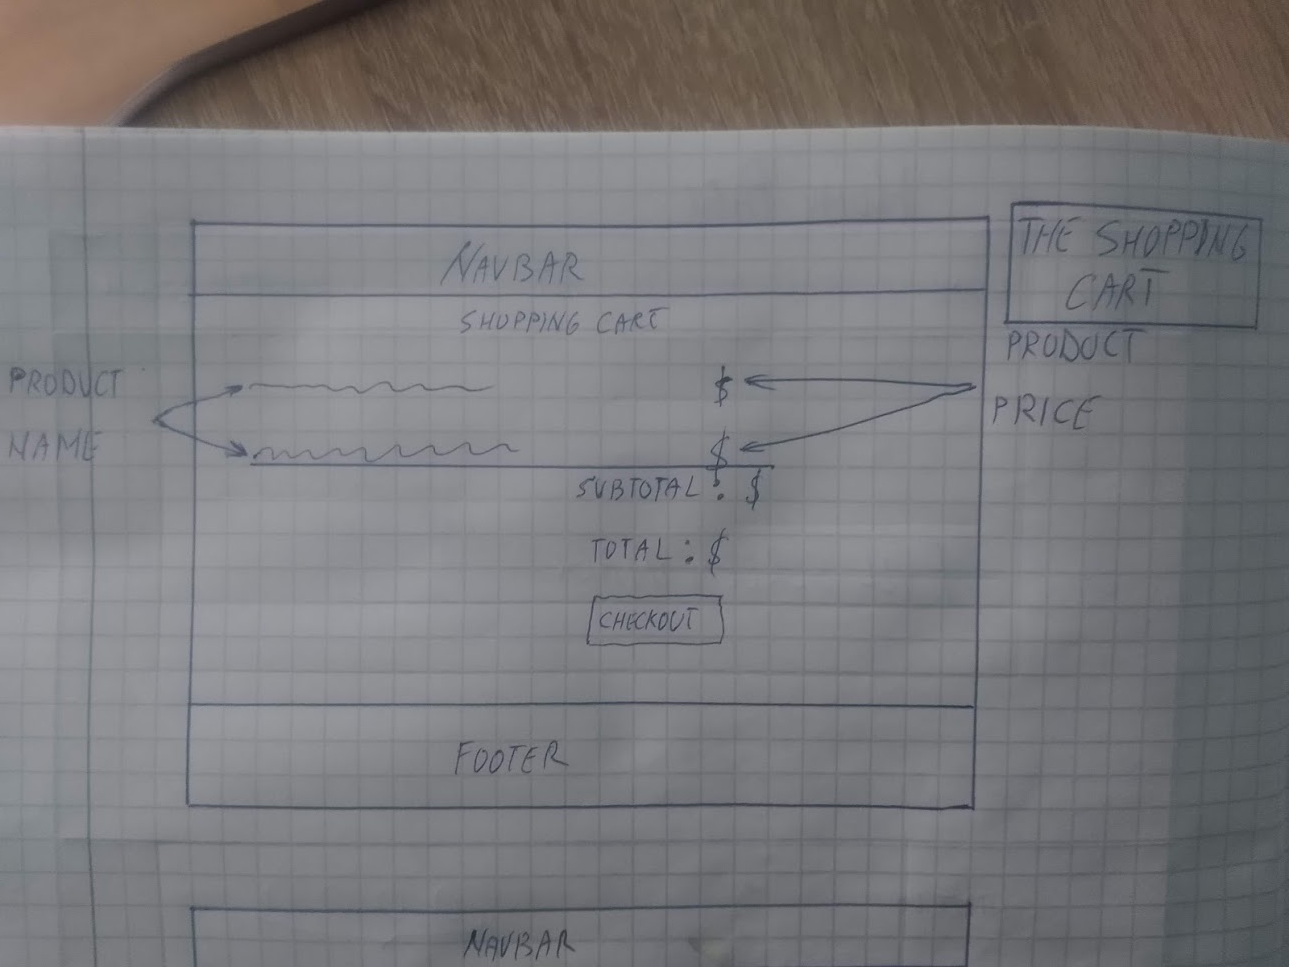 THE SHOPPING
CART
NAVBAR
SHOPPING CART
PRODUCT
NAME
$
$
PRODUCT
PRICE
SUBTOTAL: $
TOTAL: $
CHECKOUT
FOOTER
NAVBAR